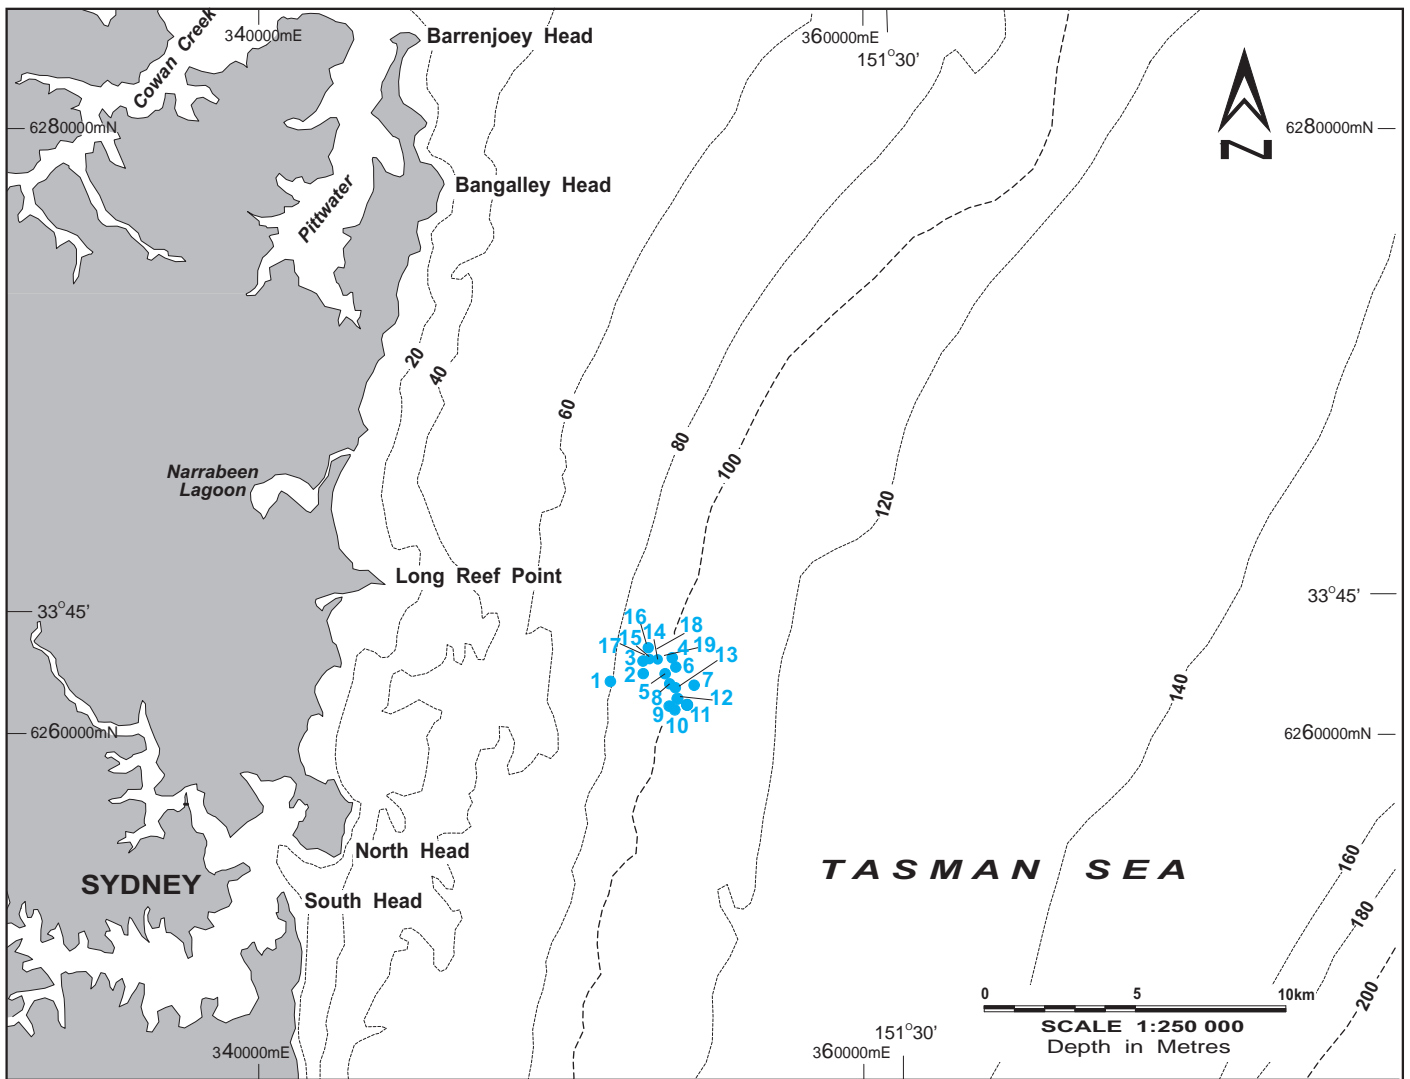 340000mE
360000mE
151°30'
Cowan Creek
Barrenjoey Head
6280000mN
6280000mN
N
Bangalley Head
Pittwater
20
40
60
80
100
120
140
160
180
200
Narrabeen
Lagoon
Long Reef Point
33°45'
33°45'
16
15
14
18
17
4
19
3
13
2
6
1
5
7
8
12
9
11
10
6260000mN
6260000mN
North Head
SYDNEY
South Head
TASMAN SEA
0
5
10km
SCALE 1:250 000
Depth in Metres
340000mE
360000mE
151°30'